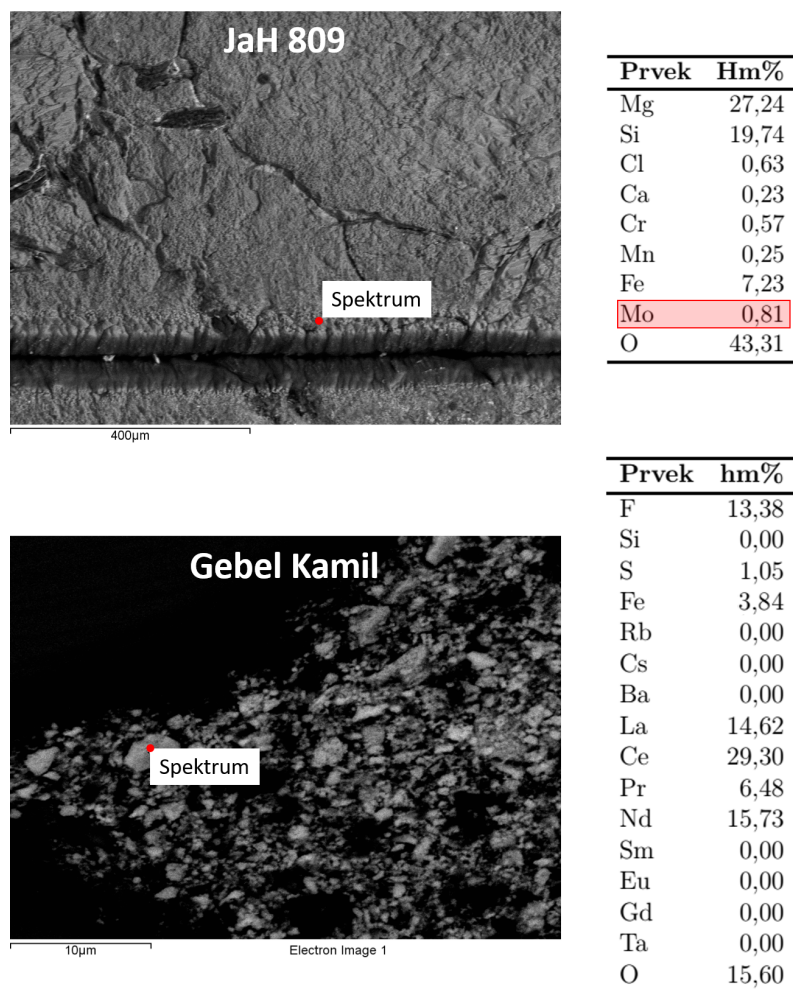 JaH 809
Spektrum
400µm
Prvek Hm%
Mg 27,24
Si 19,74
Cl 0,63
Ca 0,23
Cr 0,57
Mn 0,25
Fe 7,23
Mo 0,81
O 43,31
Gebel Kamil
Spektrum
10µm
Electron Image 1
Prvek hm%
F 13,38
Si 0,00
S 1,05
Fe 3,84
Rb 0,00
Cs 0,00
Ba 0,00
La 14,62
Ce 29,30
Pr 6,48
Nd 15,73
Sm 0,00
Eu 0,00
Gd 0,00
Ta 0,00
O 15,60